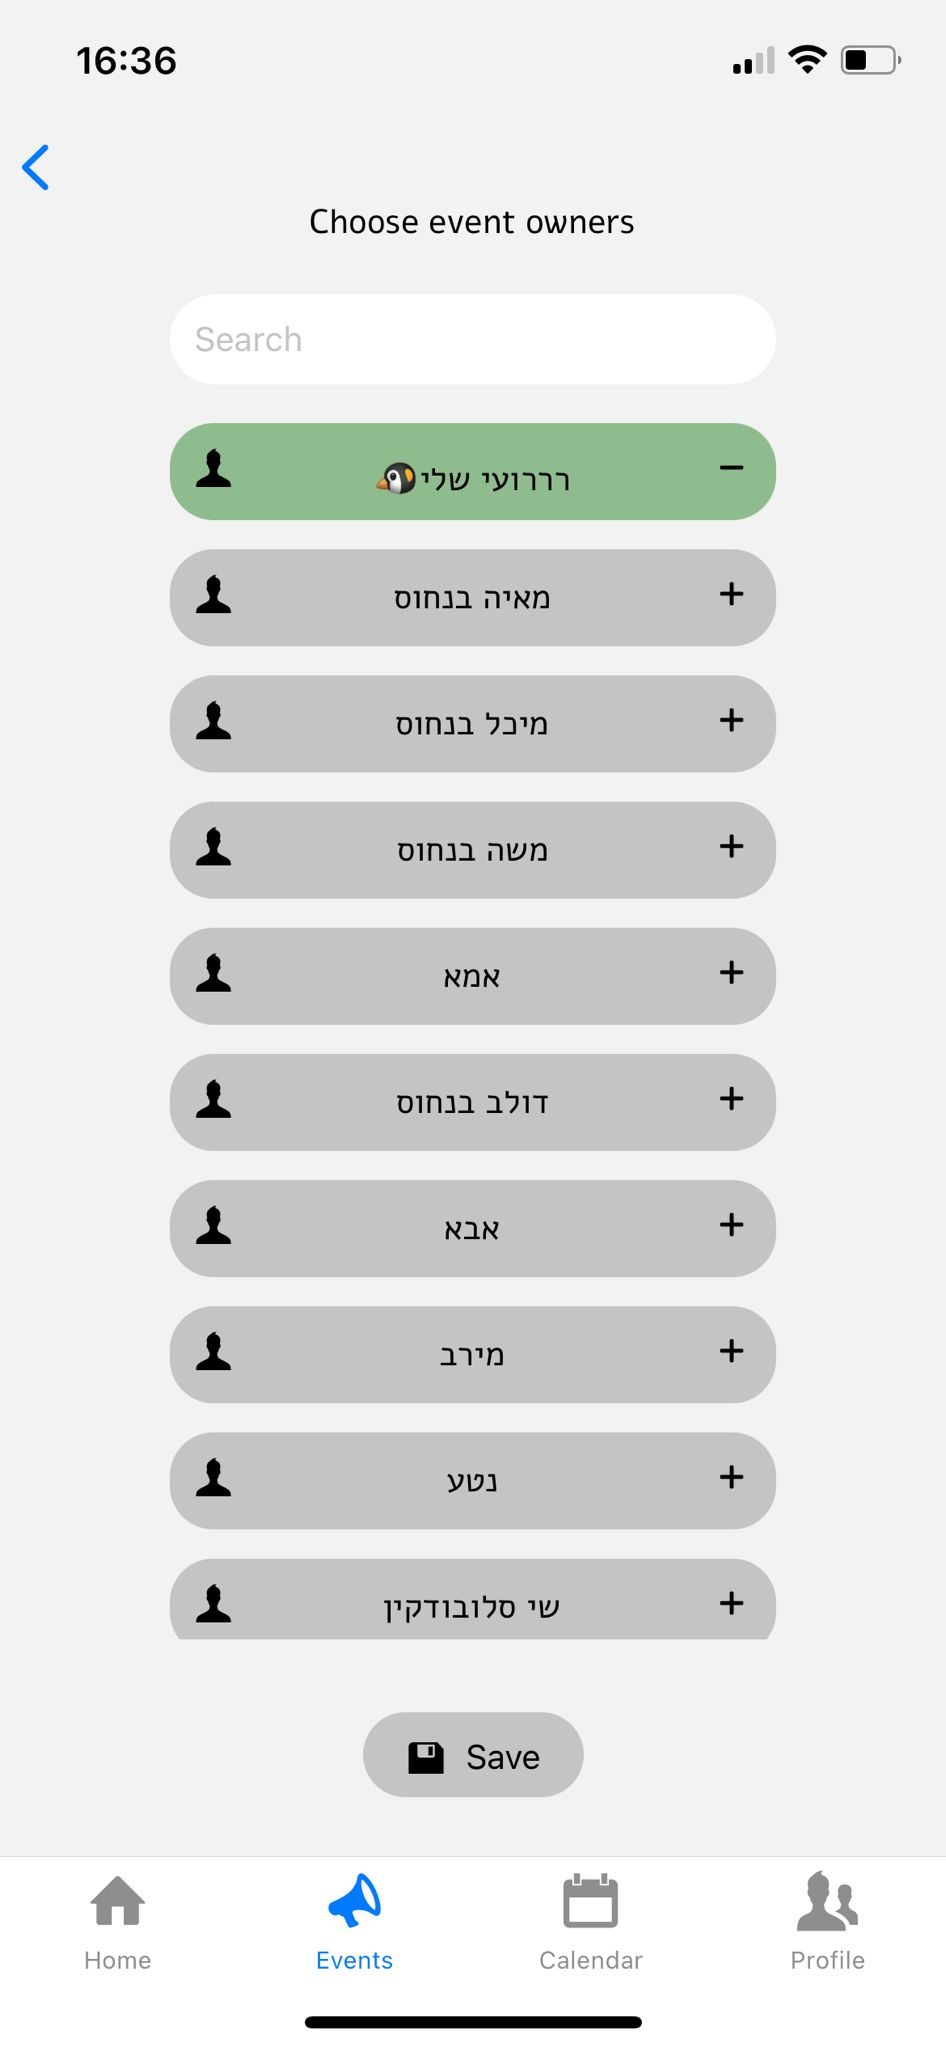 16:36
Choose event owners
Search
רררועי שלי🐧
מאיה בנחוס
מיכל בנחוס
משה בנחוס
אמא
דולב בנחוס
אבא
מירב
נטע
שי סלובודקין
Save
Home
Events
Calendar
Profile